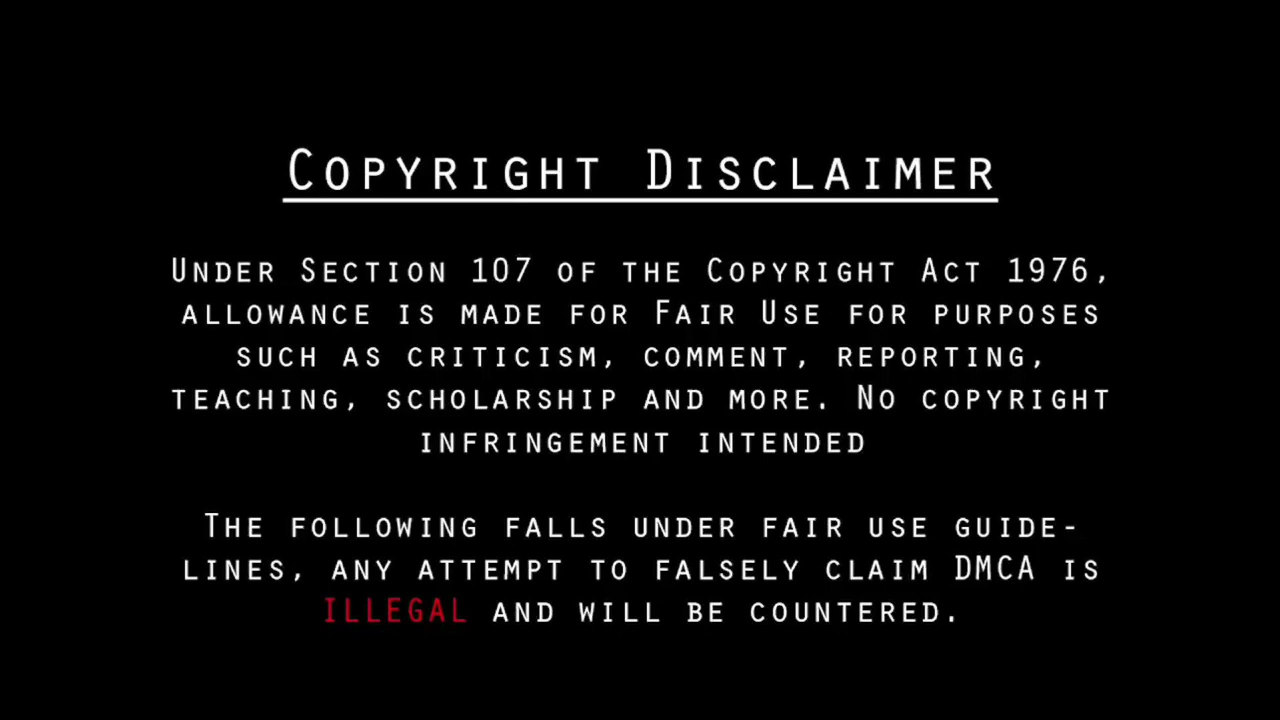 Copyright Disclaimer
Under Section 107 of the Copyright Act 1976,
allowance is made for Fair Use for purposes
such as criticism, comment, reporting,
teaching, scholarship and more. No copyright
infringement intended
The following falls under fair use guide-
lines, any attempt to falsely claim DMCA is
ILLEGAL and will be countered.